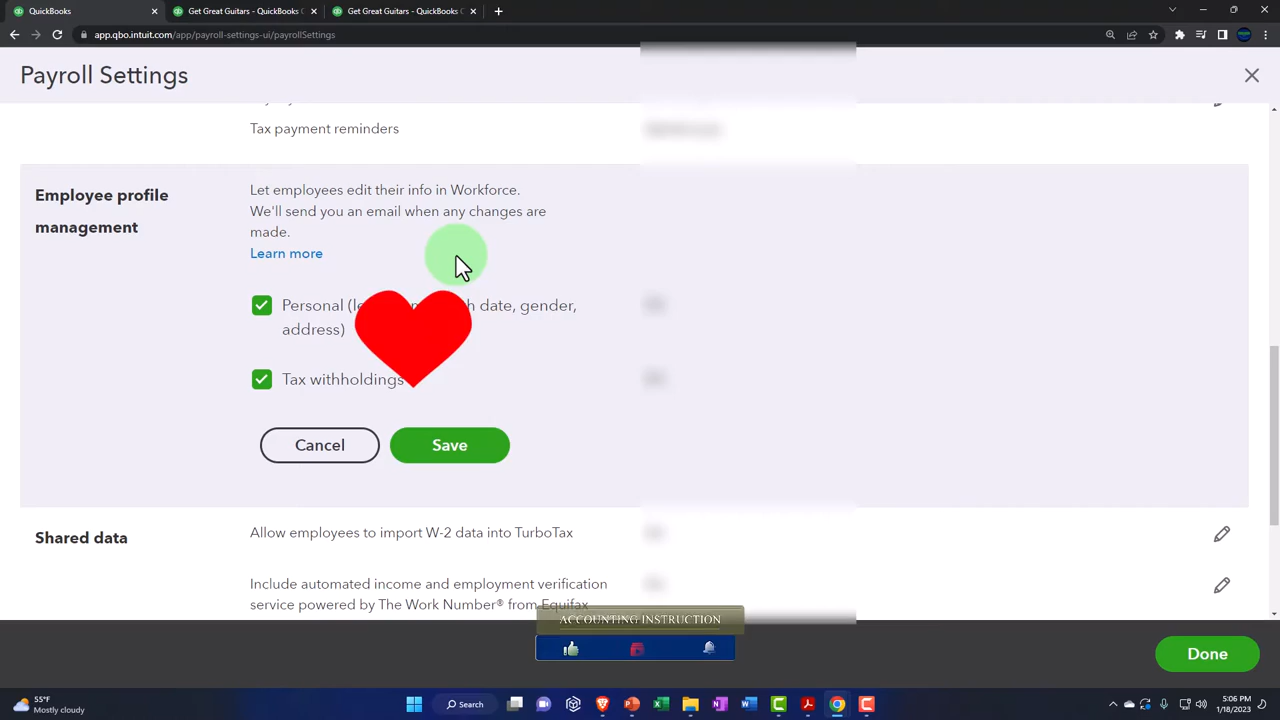 QuickBooks
Get Great Guitars - QuickBooks
Get Great Guitars - QuickBooks
app.qbo.intuit.com/app/payroll-settings-ui/payrollSettings
Payroll Settings
Tax payment reminders
Employee profile
management
Let employees edit their info in Workforce.
We'll send you an email when any changes are
made.
Learn more
Personal date, gender,
address)
Tax withholdings
Cancel
Save
Shared data
Allow employees to import W-2 data into TurboTax
Include automated income and employment verification
service powered by The Work Number® from Equifax
ACCOUNTING INSTRUCTION
Done
55°F
Mostly cloudy
Search
5:06 PM
1/18/2023